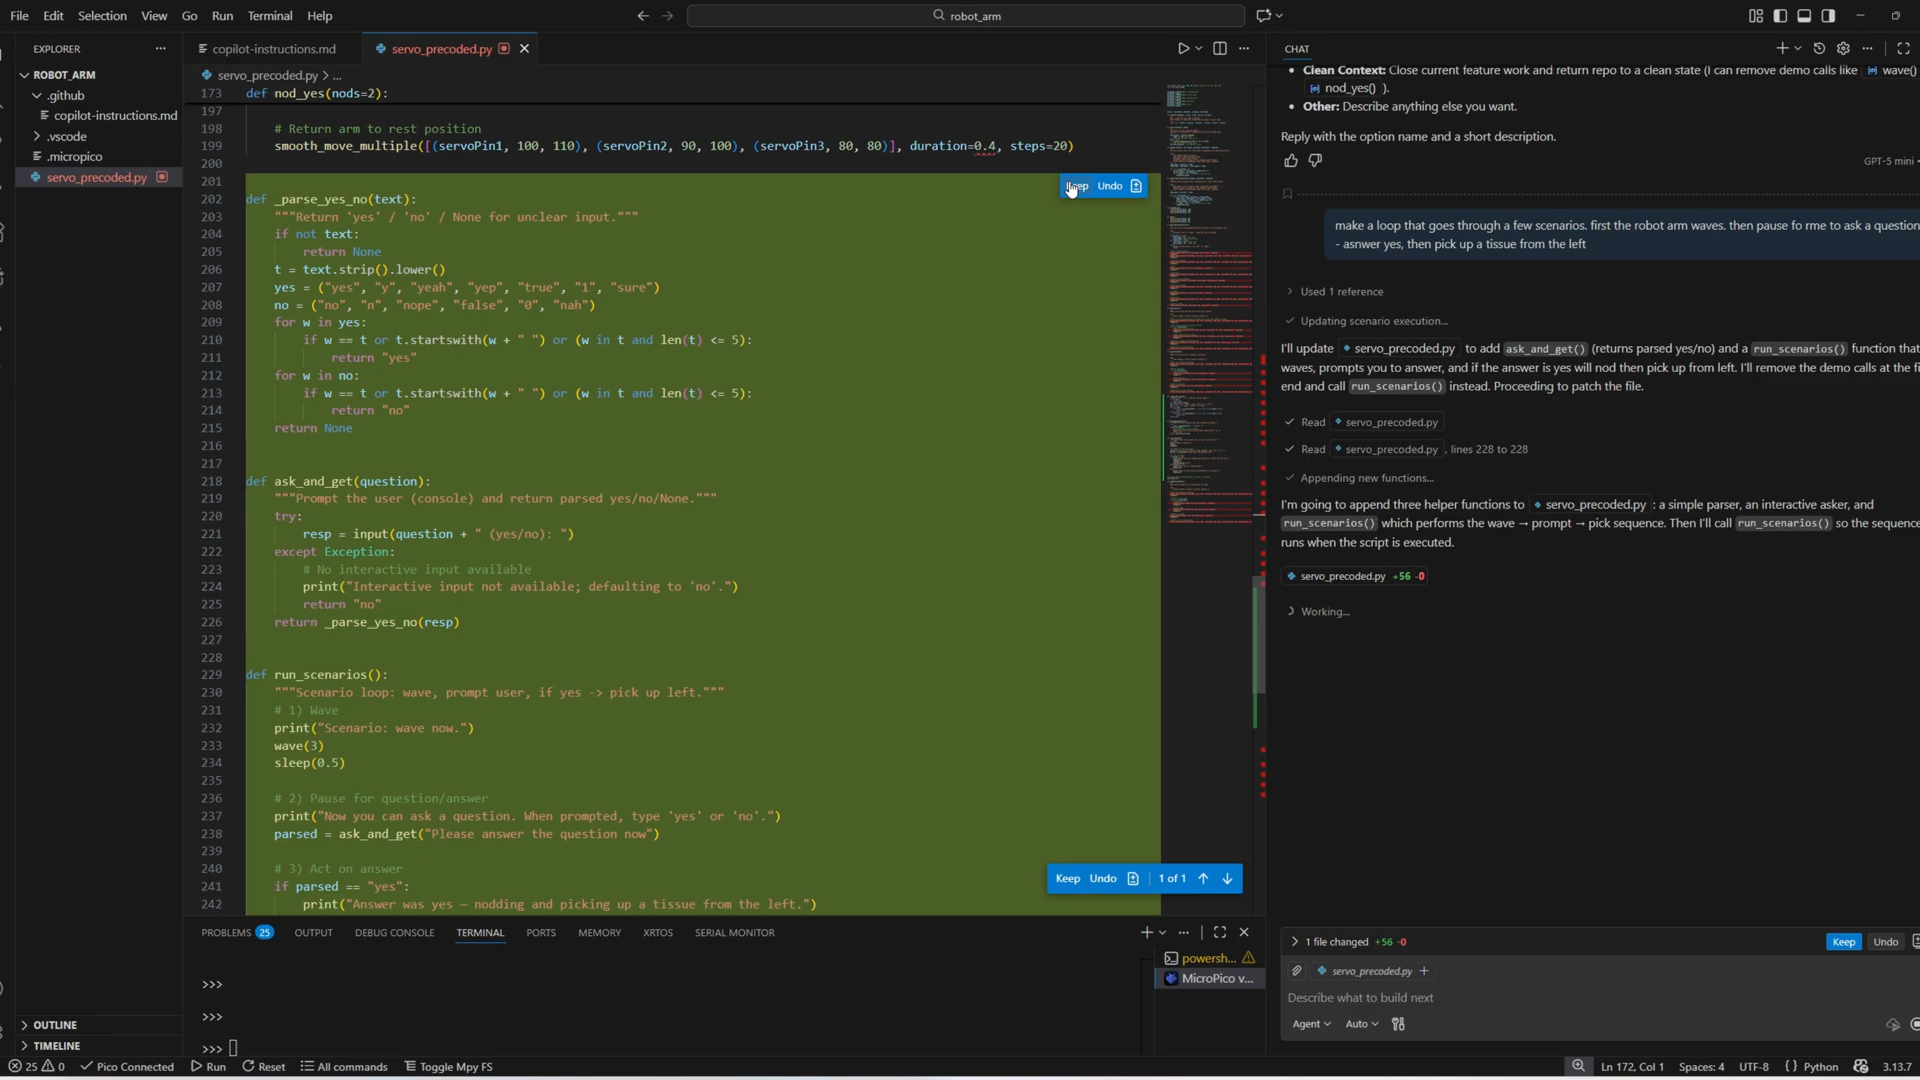 File Edit Selection View Go Run Terminal Help
robot_arm
EXPLORER
ROBOT_ARM
.github
copilot-instructions.md
.vscode
.micropico
servo_precoded.py
OUTLINE
TIMELINE
copilot-instructions.md
servo_precoded.py
servo_precoded.py > ...
173 def nod_yes(nods=2):
197
198 # Return arm to rest position
199 smooth_move_multiple([(servoPin1, 100, 110), (servoPin2, 90, 100), (servoPin3, 80, 80)], duration=0.4, steps=20)
200
201
Keep Undo
202 def _parse_yes_no(text):
203 """Return 'yes' / 'no' / None for unclear input."""
204 if not text:
205 return None
206 t = text.strip().lower()
207 yes = ("yes", "y", "yeah", "yep", "true", "1", "sure")
208 no = ("no", "n", "nope", "false", "0", "nah")
209 for w in yes:
210 if w == t or t.startswith(w + " ") or (w in t and len(t) <= 5):
211 return "yes"
212 for w in no:
213 if w == t or t.startswith(w + " ") or (w in t and len(t) <= 5):
214 return "no"
215 return None
216
217
218 def ask_and_get(question):
219 """Prompt the user (console) and return parsed yes/no/None."""
220 try:
221 resp = input(question + " (yes/no): ")
222 except Exception:
223 # No interactive input available
224 print("Interactive input not available; defaulting to 'no'.")
225 return "no"
226 return _parse_yes_no(resp)
227
228
229 def run_scenarios():
230 """Scenario loop: wave, prompt user, if yes -> pick up left."""
231 # 1) Wave
232 print("Scenario: wave now.")
233 wave(3)
234 sleep(0.5)
235
236 # 2) Pause for question/answer
237 print("Now you can ask a question. When prompted, type 'yes' or 'no'.")
238 parsed = ask_and_get("Please answer the question now")
239
240 # 3) Act on answer
241 if parsed == "yes":
242 print("Answer was yes — nodding and picking up a tissue from the left.")
Keep Undo 1 of 1
PROBLEMS 25 OUTPUT DEBUG CONSOLE TERMINAL PORTS MEMORY XRTOS SERIAL MONITOR
>>>
>>>
>>>
powersh...
MicroPico v...
CHAT
Clean Context: Close current feature work and return repo to a clean state (I can remove demo calls like wave()
nod_yes() ).
Other: Describe anything else you want.
Reply with the option name and a short description.
GPT-5 mini
make a loop that goes through a few scenarios. first the robot arm waves. then pause fo rme to ask a question
- asnwer yes, then pick up a tissue from the left
Used 1 reference
Updating scenario execution...
I'll update servo_precoded.py to add ask_and_get() (returns parsed yes/no) and a run_scenarios() function that
waves, prompts you to answer, and if the answer is yes will nod then pick up from left. I'll remove the demo calls at the fi
end and call run_scenarios() instead. Proceeding to patch the file.
Read servo_precoded.py
Read servo_precoded.py , lines 228 to 228
Appending new functions...
I'm going to append three helper functions to servo_precoded.py : a simple parser, an interactive asker, and
run_scenarios() which performs the wave → prompt → pick sequence. Then I'll call run_scenarios() so the sequence
runs when the script is executed.
servo_precoded.py +56 -0
Working...
1 file changed +56 -0 Keep Undo
servo_precoded.py
Describe what to build next
Agent Auto
25 0 Pico Connected Run Reset All commands Toggle Mpy FS
Ln 172, Col 1 Spaces: 4 UTF-8 {} Python 3.13.7